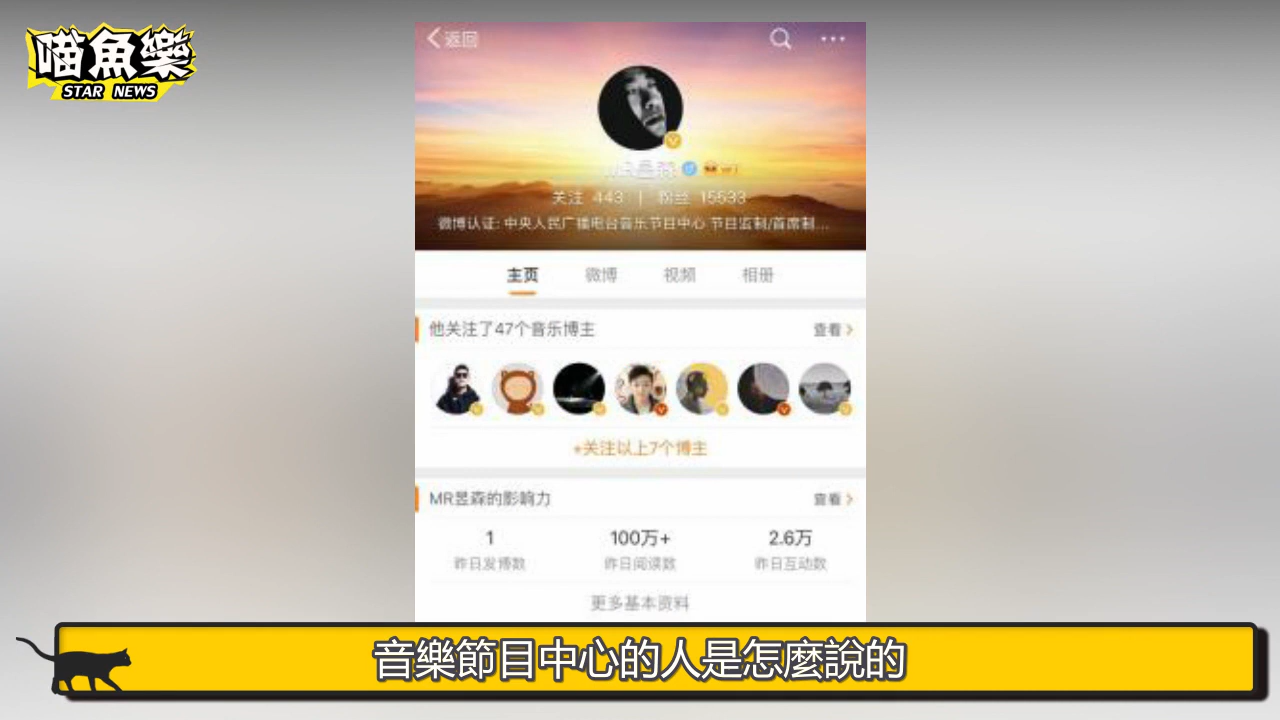 喵魚樂
STAR NEWS
返回
关注 443 | 粉丝 15533
微博认证: 中央人民广播电台音乐节目中心 节目监制/首席制...
主页 微博 视频 相册
他关注了47个音乐博主 查看
+关注以上7个博主
MR昱森的影响力 查看
1 100万+ 2.6万
昨日发博数 昨日阅读数 昨日互动数
更多基本资料
音樂節目中心的人是怎麼說的